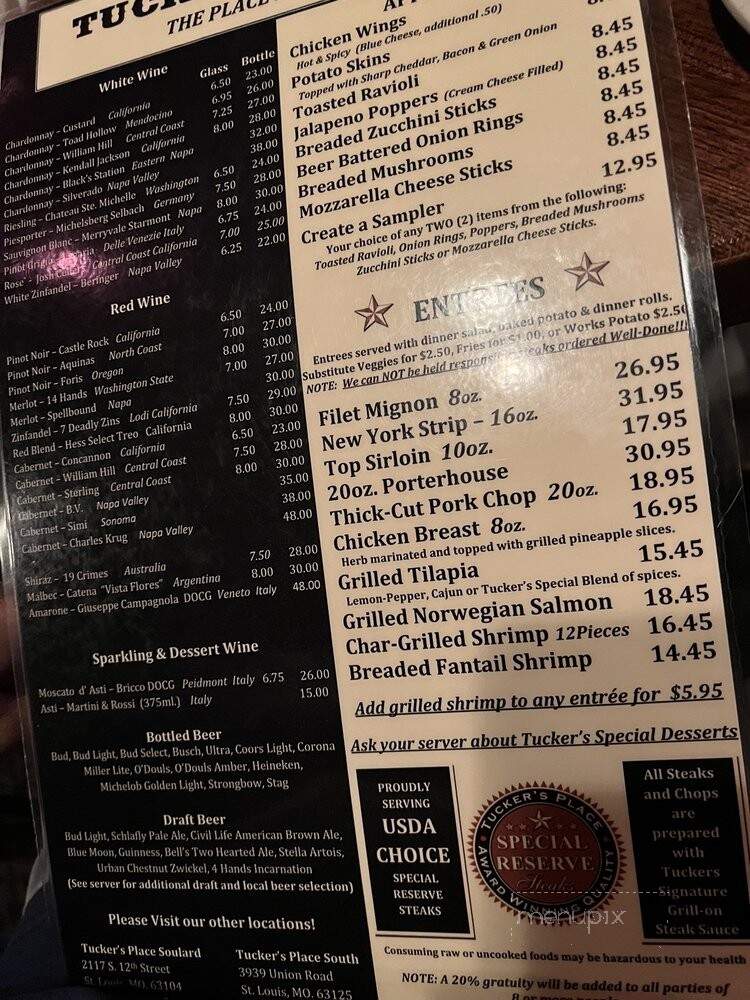 TUCK
THE PLACE
White Wine
Glass Bottle
Chardonnay – Custard California 6.50 23.00
Chardonnay – Toad Hollow Mendocino 6.95 26.00
Chardonnay – William Hill Central Coast 7.25 27.00
Chardonnay – Kendall Jackson California 8.00 28.00
Chardonnay – Black's Station Eastern Napa 32.00
Chardonnay – Silverado Napa Valley 38.00
Riesling – Chateau Ste. Michelle Washington 6.50 24.00
Piesporter – Michelsberg Selbach Germany 7.50 28.00
Sauvignon Blanc – Merryvale Starmont Napa 8.00 30.00
Pinot Delle Venezie Italy 6.75 24.00
Rose' – Josh Central Coast California 7.00 25.00
White Zinfandel – Beringer Napa Valley 6.25 22.00
Red Wine
Pinot Noir – Castle Rock California 6.50 24.00
Pinot Noir – Aquinas North Coast 7.00 27.00
Pinot Noir – Foris Oregon 8.00 30.00
Merlot – 14 Hands Washington State 7.00 27.00
Merlot – Spellbound Napa 30.00
Zinfandel – 7 Deadly Zins Lodi California 7.50 29.00
Red Blend – Hess Select Treo California 8.00 30.00
Cabernet – Concannon California 6.50 23.00
Cabernet – William Hill Central Coast 7.50 28.00
Cabernet – Sterling Central Coast 8.00 30.00
Cabernet – B.V. Napa Valley 35.00
Cabernet – Simi Sonoma 38.00
Cabernet – Charles Krug Napa Valley 48.00
Shiraz – 19 Crimes Australia 7.50 28.00
Malbec – Catena "Vista Flores" Argentina 8.00 30.00
Amarone – Giuseppe Campagnola DOCG Veneto Italy 48.00
Sparkling & Dessert Wine
Moscato d' Asti – Bricco DOCG Peidmont Italy 6.75 26.00
Asti – Martini & Rossi (375ml.) Italy 15.00
Bottled Beer
Bud, Bud Light, Bud Select, Busch, Ultra, Coors Light, Corona
Miller Lite, O'Douls, O'Douls Amber, Heineken,
Michelob Golden Light, Strongbow, Stag
Draft Beer
Bud Light, Schlafly Pale Ale, Civil Life American Brown Ale,
Blue Moon, Guinness, Bell's Two Hearted Ale, Stella Artois,
Urban Chestnut Zwickel, 4 Hands Incarnation
(See server for additional draft and local beer selection)
Please Visit our other locations!
Tucker's Place Soulard
2117 S. 12th Street
St. Louis, MO. 63104
Tucker's Place South
3939 Union Road
St. Louis, MO. 63125
Chicken Wings
Hot & Spicy (Blue Cheese, additional .50)
Potato Skins 8.45
Topped with Sharp Cheddar, Bacon & Green Onion
Toasted Ravioli 8.45
Jalapeno Poppers (Cream Cheese Filled) 8.45
Breaded Zucchini Sticks 8.45
Beer Battered Onion Rings 8.45
Breaded Mushrooms 8.45
Mozzarella Cheese Sticks
Create a Sampler 12.95
Your choice of any TWO (2) items from the following:
Toasted Ravioli, Onion Rings, Poppers, Breaded Mushrooms
Zucchini Sticks or Mozzarella Cheese Sticks.
ENTREES
Entrees served with dinner salad, baked potato & dinner rolls.
Substitute Veggies for $2.50, Fries for $1.00, or Works Potato $2.50
NOTE: We can NOT be held responsible steaks ordered Well-Done!!!
Filet Mignon 8oz. 26.95
New York Strip – 16oz. 31.95
Top Sirloin 10oz. 17.95
20oz. Porterhouse 30.95
Thick-Cut Pork Chop 20oz. 18.95
Chicken Breast 8oz. 16.95
Herb marinated and topped with grilled pineapple slices.
Grilled Tilapia 15.45
Lemon-Pepper, Cajun or Tucker's Special Blend of spices.
Grilled Norwegian Salmon 18.45
Char-Grilled Shrimp 12Pieces 16.45
Breaded Fantail Shrimp 14.45
Add grilled shrimp to any entrée for $5.95
Ask your server about Tucker's Special Desserts
PROUDLY
SERVING
USDA
CHOICE
SPECIAL
RESERVE
STEAKS
TUCKER'S PLACE
SPECIAL
RESERVE
Steaks
AWARD WINNING QUALITY
All Steaks
and Chops
are
prepared
with
Tuckers
Signature
Grill-on
Steak Sauce
menupix
Consuming raw or uncooked foods may be hazardous to your health
NOTE: A 20% gratuity will be added to all parties of
8 or more